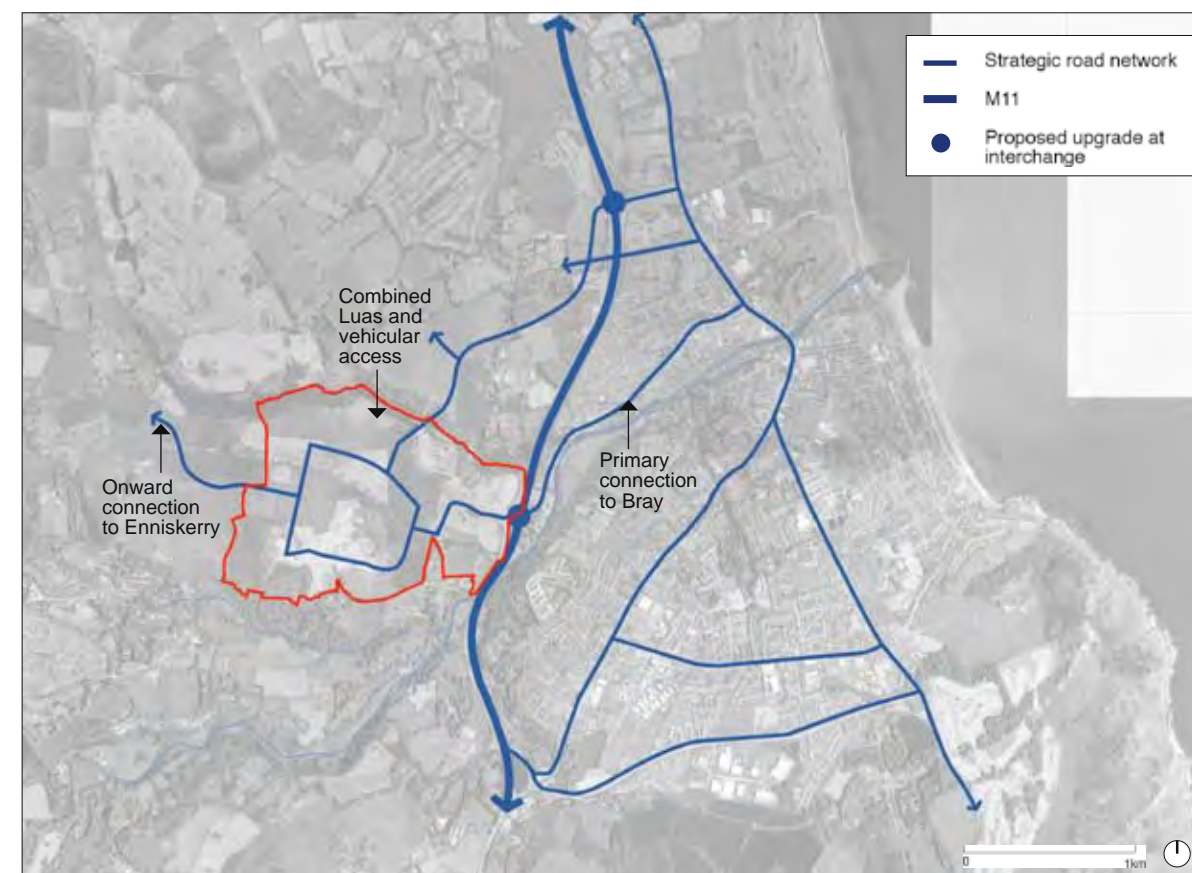 Strategic road network
M11
Proposed upgrade at
interchange
Combined
Luas and
vehicular
access
Onward
connection
to Enniskerry
Primary
connection
to Bray
0
1km